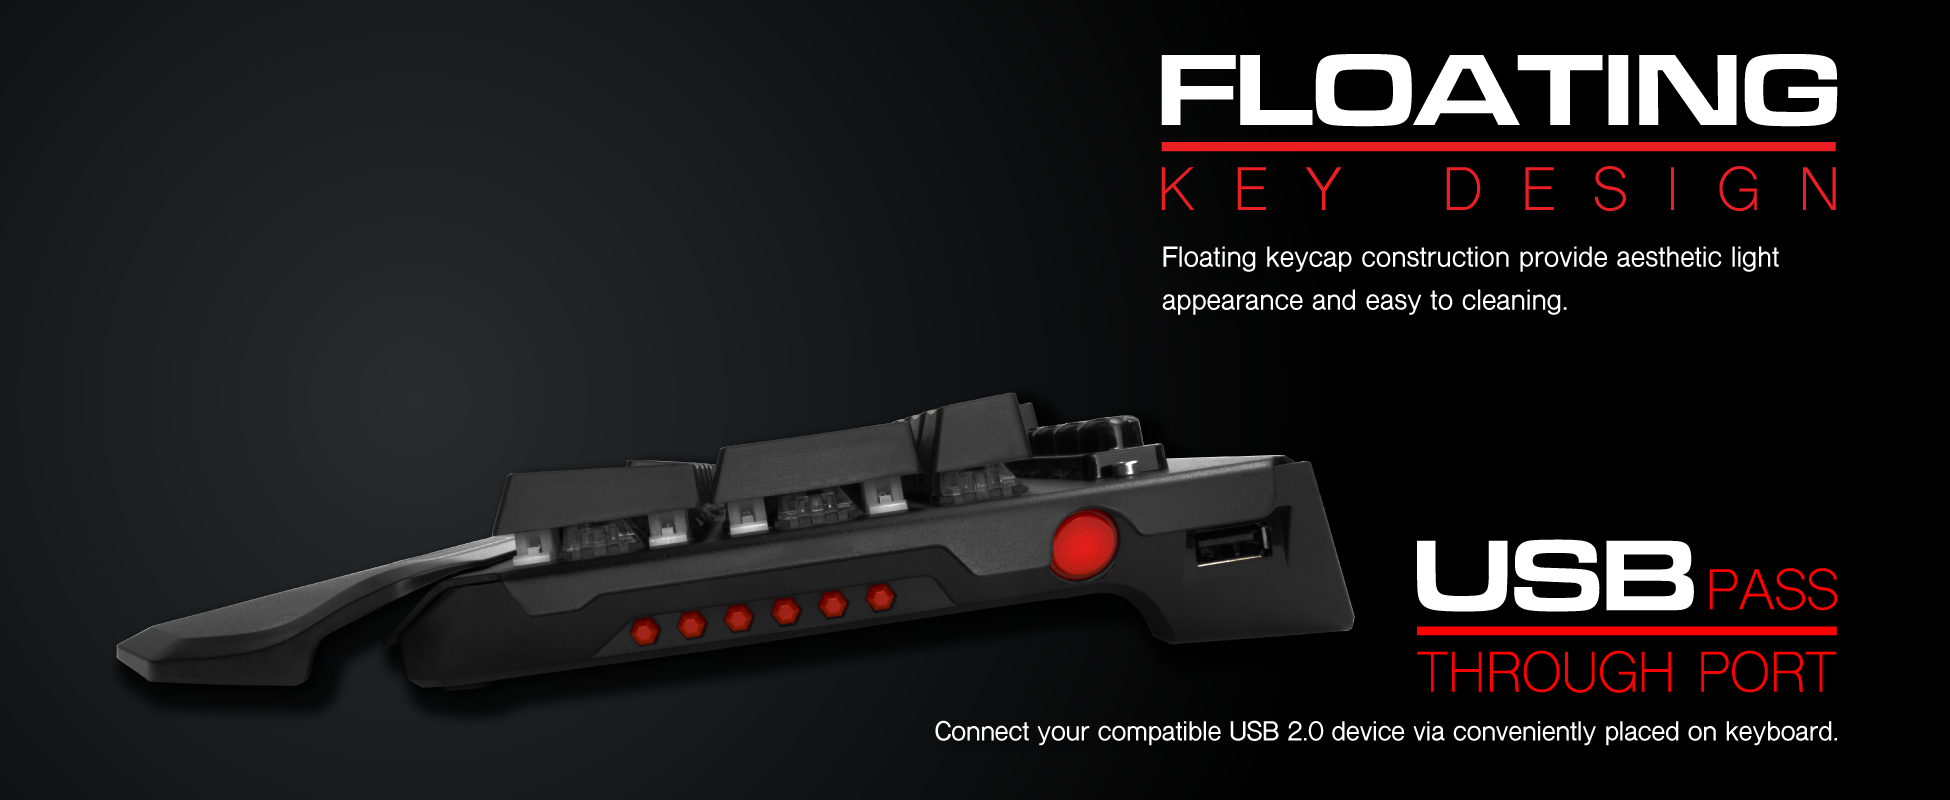 FLOATING
KEY DESIGN
Floating keycap construction provide aesthetic light
appearance and easy to cleaning.
USB PASS
THROUGH PORT
Connect your compatible USB 2.0 device via conveniently placed on keyboard.